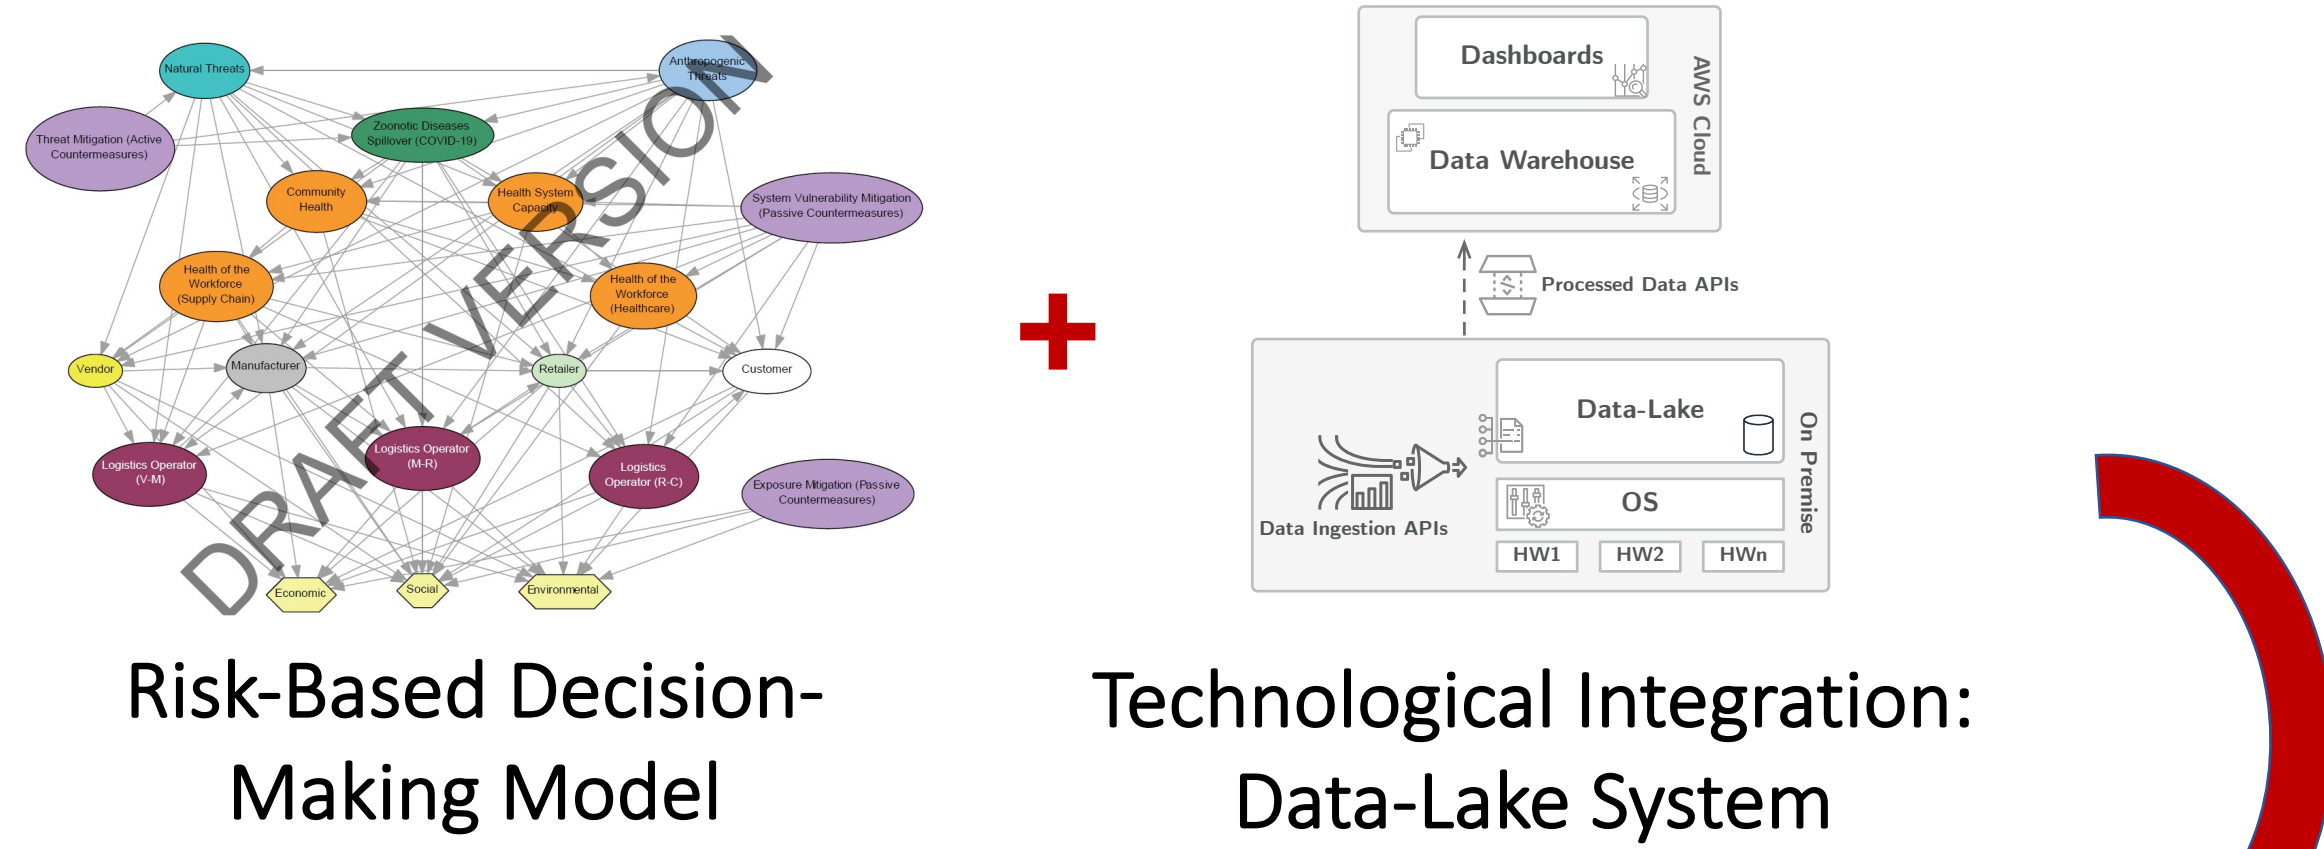 Natural Threats
Anthropogenic
Threats
Threat Mitigation (Active
Countermeasures)
Zoonotic Diseases
Spillover (COVID-19)
Community
Health
Health System
Capacity
System Vulnerability Mitigation
(Passive Countermeasures)
Health of the
Workforce
(Supply Chain)
Health of the
Workforce
(Healthcare)
Vendor
Manufacturer
Retailer
Customer
Logistics Operator
(V-M)
Logistics Operator
(M-R)
Logistics
Operator (R-C)
Exposure Mitigation (Passive
Countermeasures)
Economic
Social
Environmental
DRAFT VERSION
Risk-Based Decision-
Making Model
+
Dashboards
Data Warehouse
AWS Cloud
Processed Data APIs
Data-Lake
On Premise
Data Ingestion APIs
OS
HW1
HW2
HWn
Technological Integration:
Data-Lake System